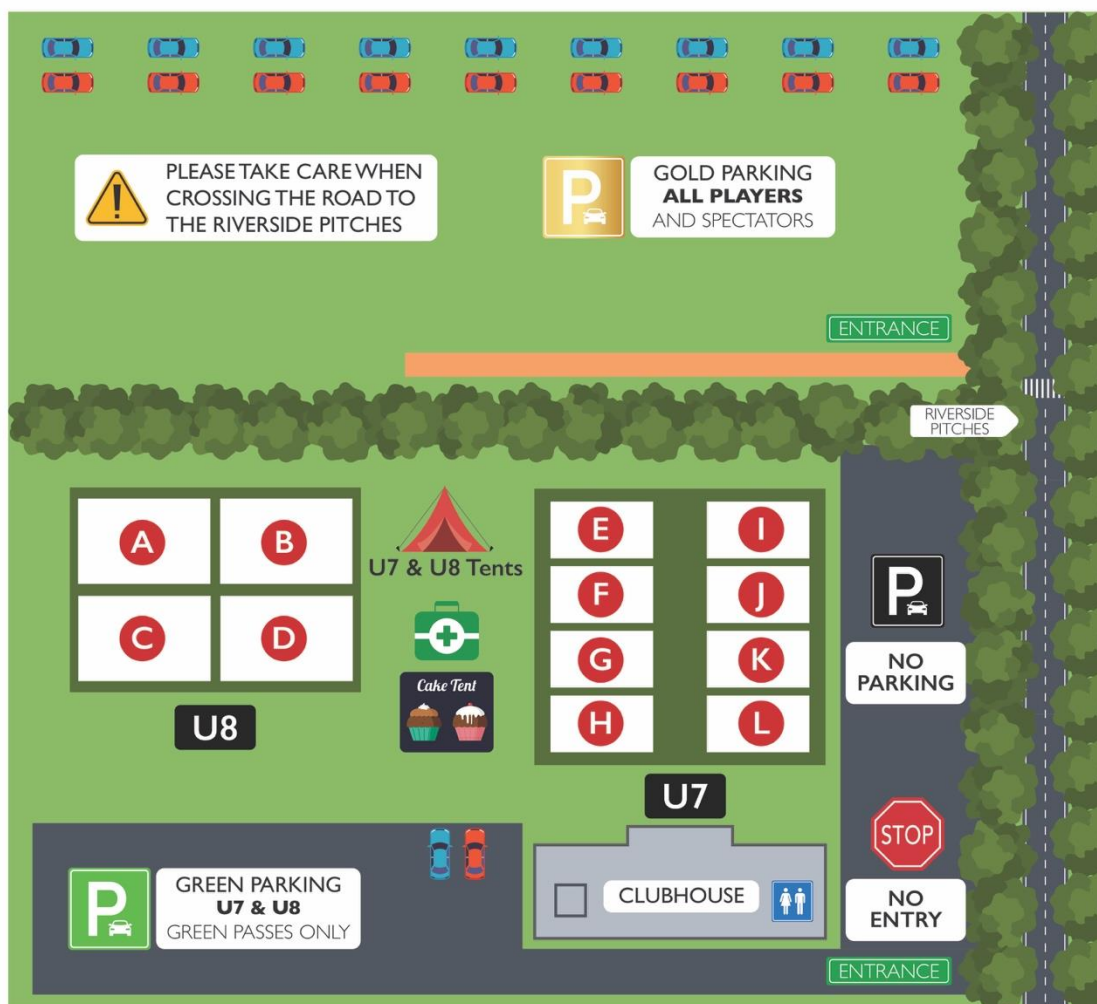 PLEASE TAKE CARE WHEN
CROSSING THE ROAD TO
THE RIVERSIDE PITCHES
P
GOLD PARKING
ALL PLAYERS
AND SPECTATORS
ENTRANCE
RIVERSIDE
PITCHES
A
B
C
D
U8
U7 & U8 Tents
Cake Tent
E
I
F
J
G
K
H
L
U7
P
NO
PARKING
STOP
NO
ENTRY
P
GREEN PARKING
U7 & U8
GREEN PASSES ONLY
CLUBHOUSE
ENTRANCE